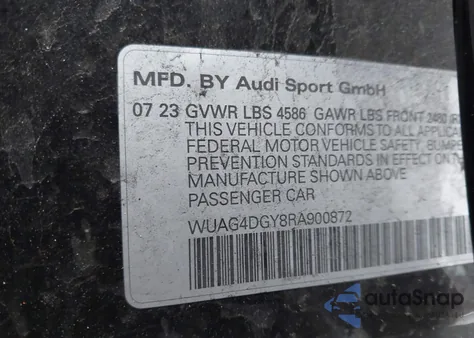 MFD. BY Audi Sport GmbH
07 23 GVWR LBS 4586 GAWR LBS FRONT 2480
THIS VEHICLE CONFORMS TO ALL
FEDERAL MOTOR VEHICLE SAFETY,
PREVENTION STANDARDS IN EFFECT ON
MANUFACTURE SHOWN ABOVE
PASSENGER CAR
WUAG4DGY8RA900872
autoSnap